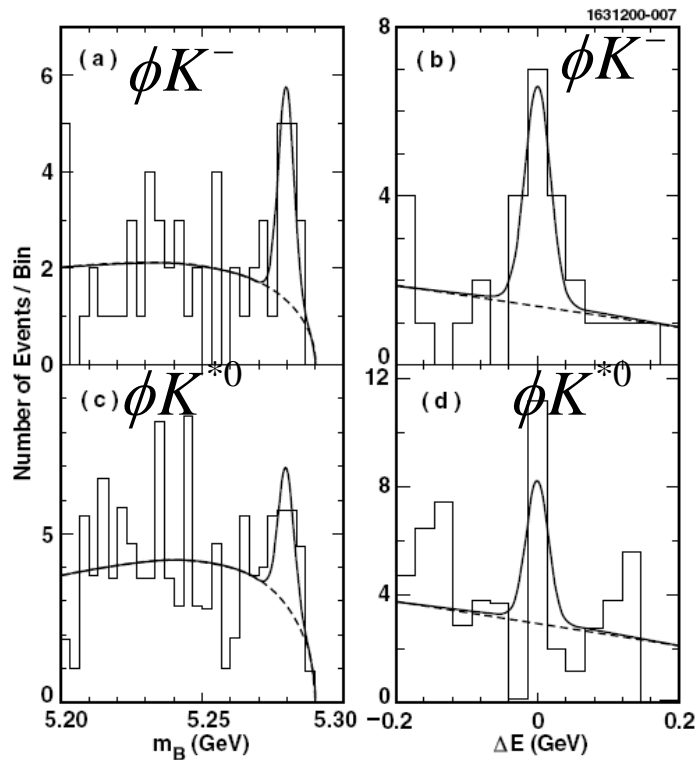 1631200-007
Number of Events / Bin
( a )
ϕK⁻
6
4
2
0
( b )
ϕK⁻
8
4
0
( c )
ϕK*⁰
5
0
5.20
5.25
5.30
m_B (GeV)
( d )
ϕK*⁰
12
8
4
0
−0.2
0
0.2
ΔE (GeV)